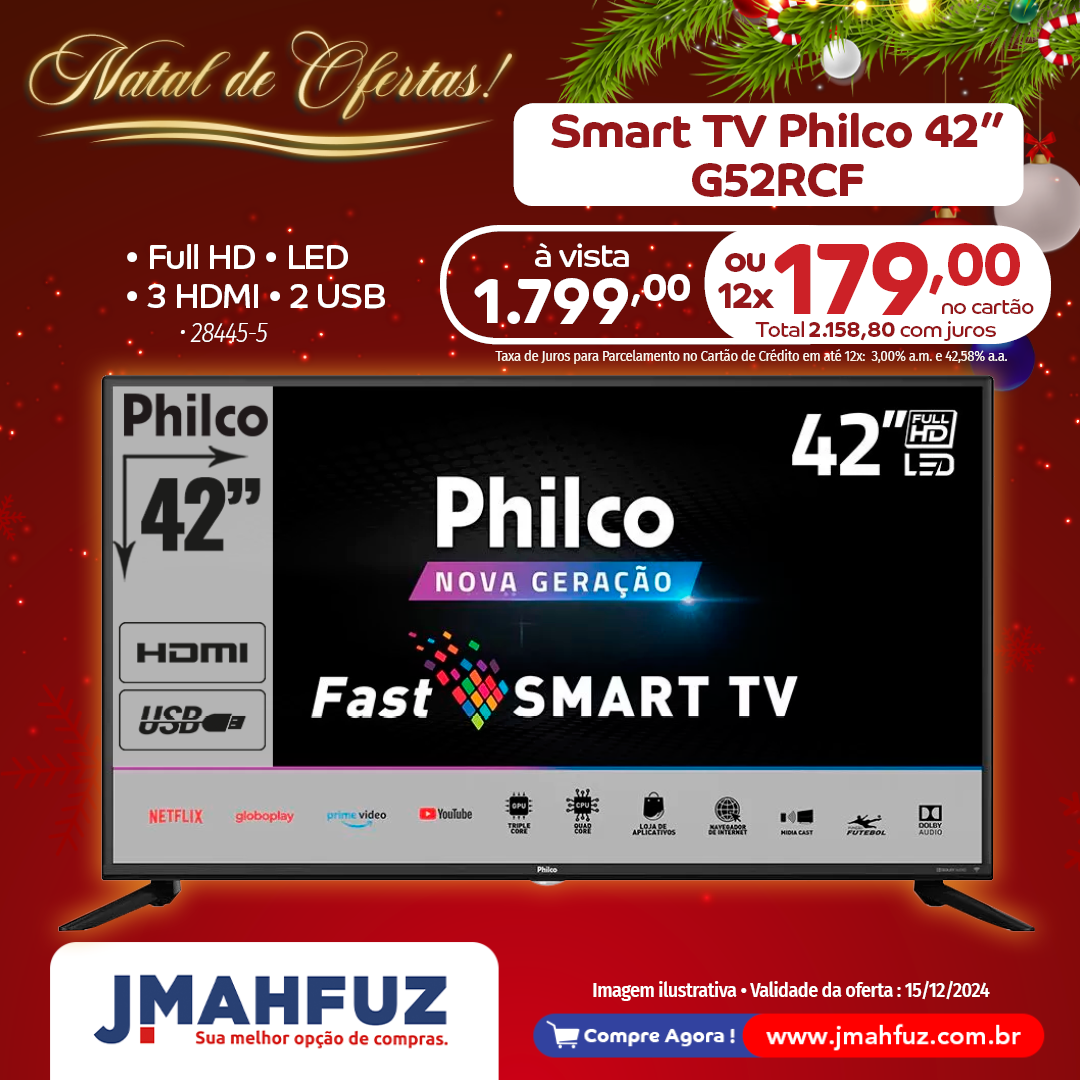 Natal de Ofertas!
Smart TV Philco 42”
G52RCF
• Full HD • LED
• 3 HDMI • 2 USB
• 28445-5
à vista
1.799,00
ou
12x 179,00
no cartão
Total 2.158,80 com juros
Taxa de Juros para Parcelamento no Cartão de Crédito em até 12x: 3,00% a.m. e 42,58% a.a.
Philco
42”
HDMI
USB
42” FULL HD
LED
Philco
NOVA GERAÇÃO
Fast SMART TV
NETFLIX
globoplay
prime video
YouTube
GPU
TRIPLE
CORE
CPU
QUAD
CORE
LOJA DE
APLICATIVOS
NAVEGADOR
DE INTERNET
MIDIA CAST
FUTEBOL
DOLBY
AUDIO
Philco
JMAHFUZ
Sua melhor opção de compras.
Imagem ilustrativa • Validade da oferta : 15/12/2024
Compre Agora !
www.jmahfuz.com.br